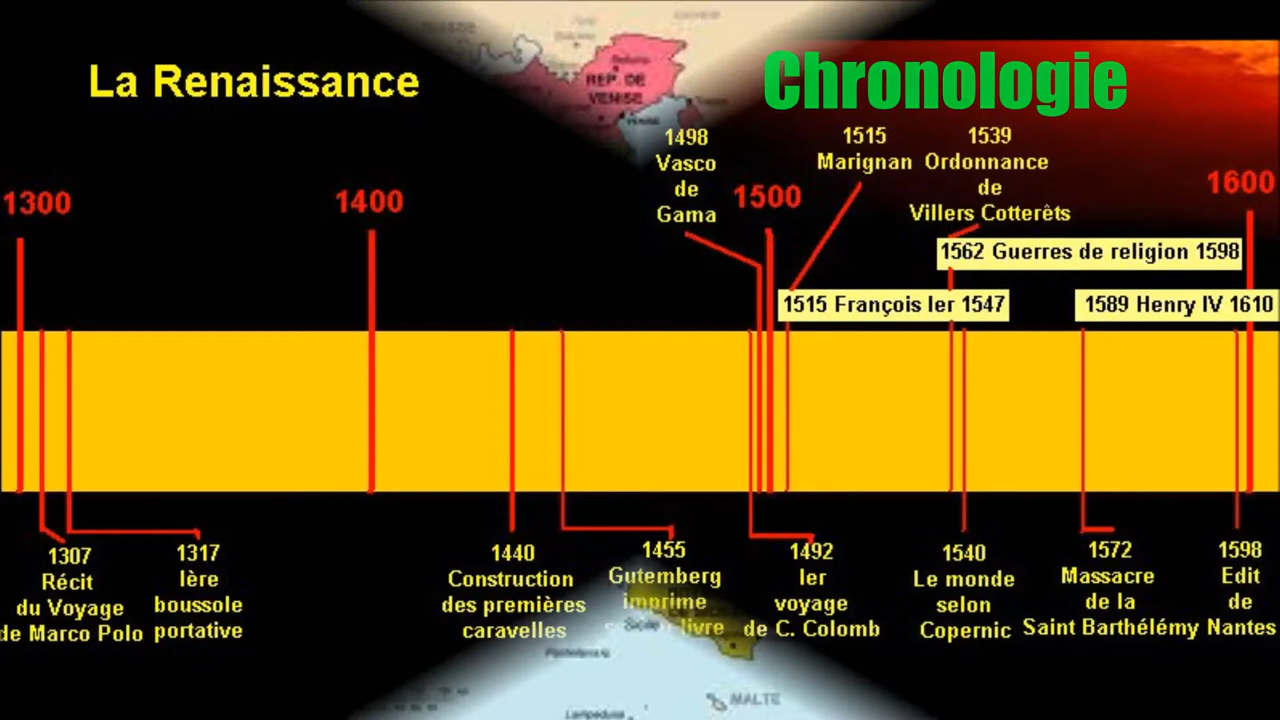 La Renaissance
Chronologie
REP. DE
VENISE
1300
1400
1498
Vasco
de
Gama
1500
1515
Marignan
1539
Ordonnance
de
Villers Cotterêts
1600
1562 Guerres de religion 1598
1515 François Ier 1547
1589 Henry IV 1610
1307
Récit
du Voyage
de Marco Polo
1317
Ière
boussole
portative
1440
Construction
des premières
caravelles
1455
Gutemberg
imprime
livre
1492
Ier
voyage
de C. Colomb
1540
Le monde
selon
Copernic
1572
Massacre
de la
Saint Barthélémy
1598
Edit
de
Nantes
Sicile
MALTE